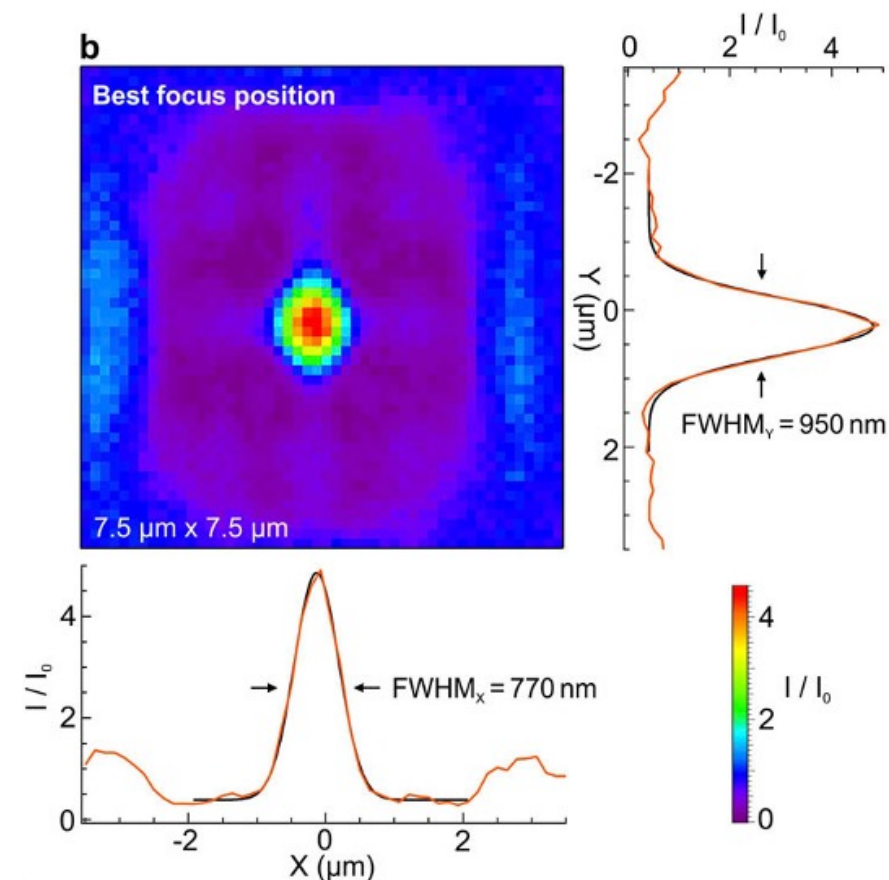 b
Best focus position
7.5 µm x 7.5 µm
I / I₀
0 2 4
-2
0
2
Y (µm)
FWHMY = 950 nm
4
2
0
I / I₀
FWHMX = 770 nm
-2 0 2
X (µm)
4
2
0
I / I₀